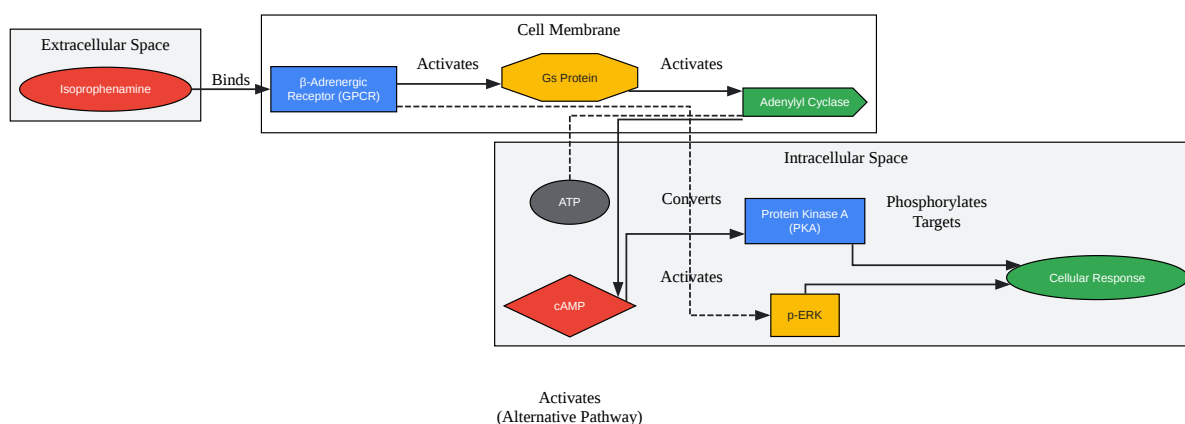 Cell Membrane
Extracellular Space
Isoprophenamine
Binds
β-Adrenergic
Receptor (GPCR)
Activates
Gs Protein
Activates
Adenylyl Cyclase
Intracellular Space
ATP
Converts
Protein Kinase A
(PKA)
Phosphorylates
Targets
Activates
cAMP
p-ERK
Cellular Response
Activates
(Alternative Pathway)